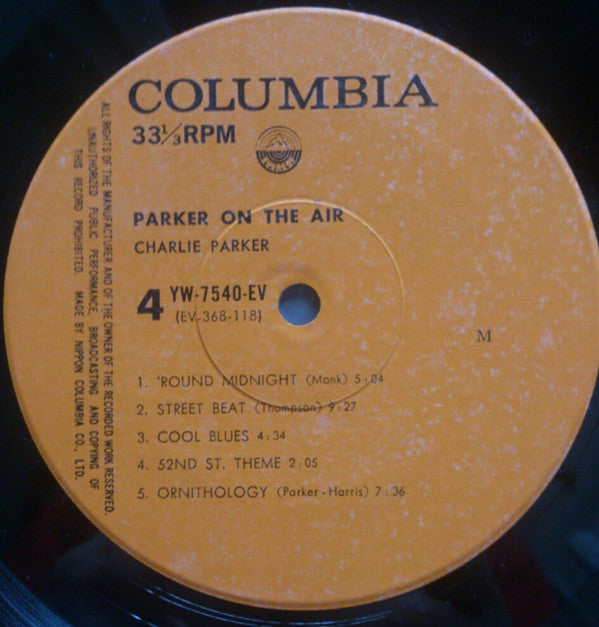 COLUMBIA
33⅓RPM
PARKER ON THE AIR
CHARLIE PARKER
4 YW-7540-EV
(EV-368-118)
M
1. 'ROUND MIDNIGHT (Monk) 5:04
2. STREET BEAT (Thompson) 9:27
3. COOL BLUES 4:34
4. 52ND ST. THEME 2:05
5. ORNITHOLOGY (Parker-Harris) 7:36
ALL RIGHTS OF THE MANUFACTURER AND OF THE OWNER OF THE RECORDED WORK RESERVED.
UNAUTHORIZED PUBLIC PERFORMANCE, BROADCASTING AND COPYING OF
THIS RECORD PROHIBITED. MADE BY NIPPON COLUMBIA CO., LTD.